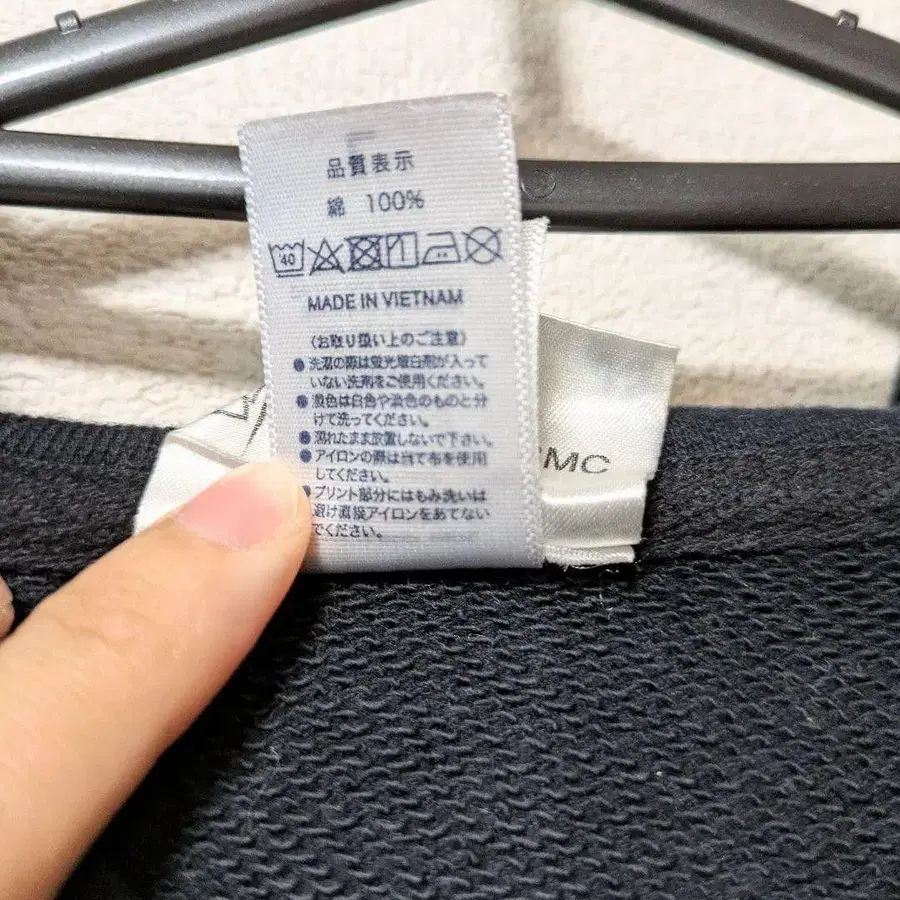 品質表示
綿 100%
40
MADE IN VIETNAM
〈お取り扱い上のご注意〉
●洗濯の際は蛍光増白剤が入って
いない洗剤をご使用ください。
●濃色は白色や淡色のものと分
けて洗ってください。
●濡れたまま放置しないで下さい。
●アイロンの際は当て布を使用
してください。
●プリント部分にはもみ洗いは
避け直接アイロンをあてない
でください。
MC